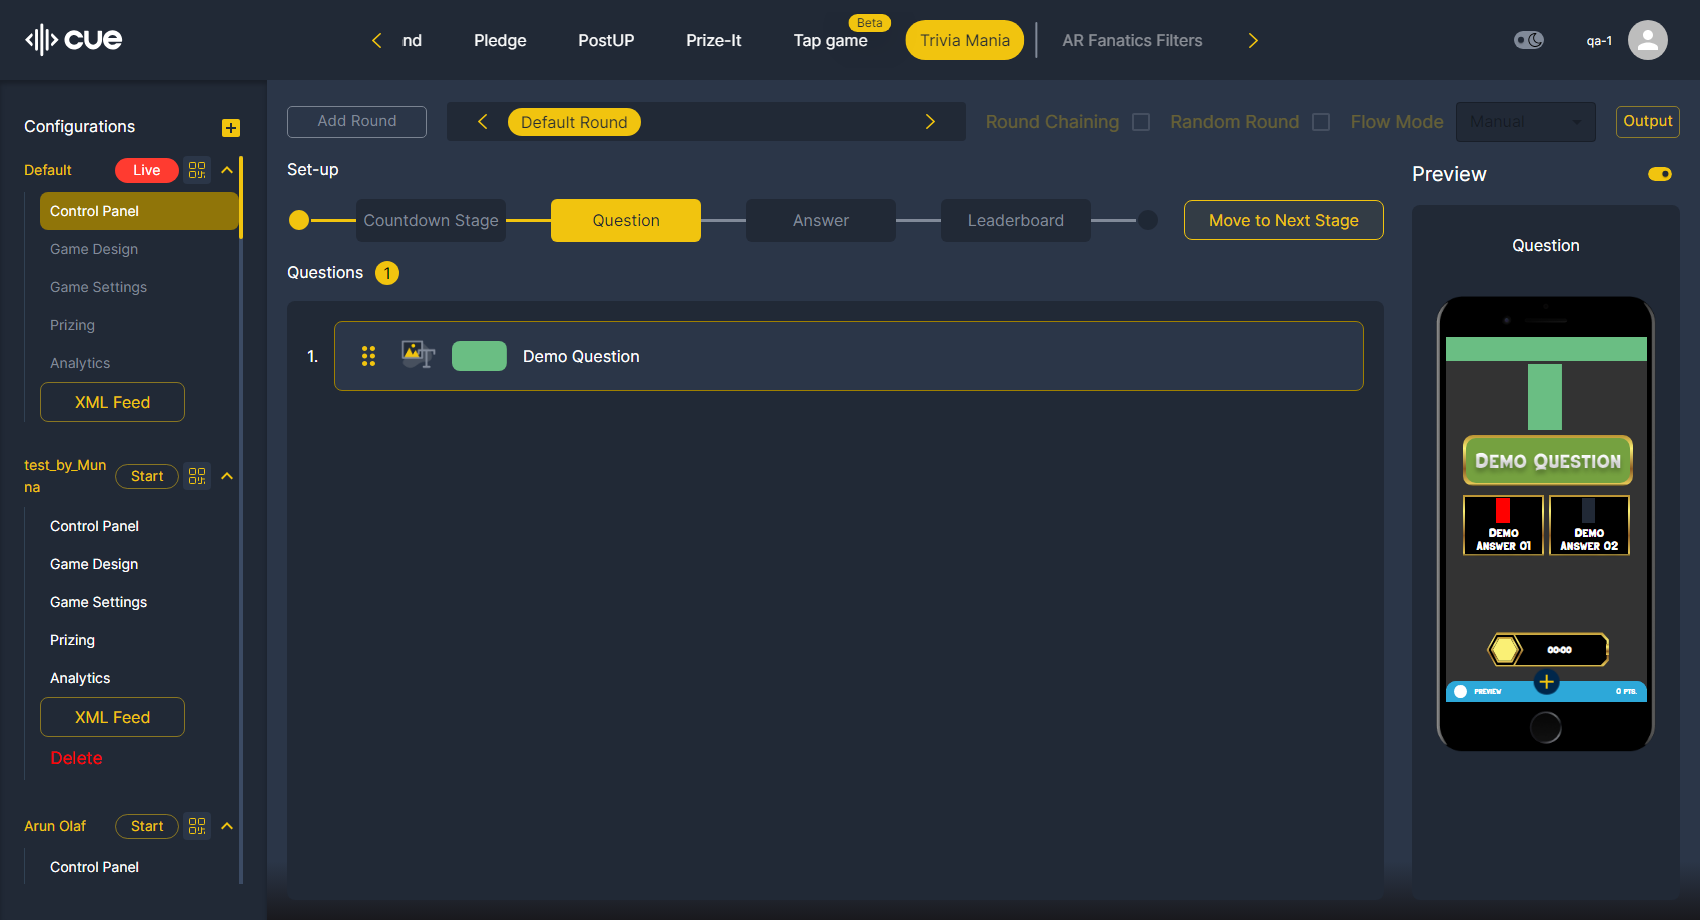 cue
nd
Pledge
PostUP
Prize-It
Beta
Tap game
Trivia Mania
AR Fanatics Filters
qa-1
Configurations
Default
Live
Control Panel
Game Design
Game Settings
Prizing
Analytics
XML Feed
test_by_Mun
na
Start
Control Panel
Game Design
Game Settings
Prizing
Analytics
XML Feed
Delete
Arun Olaf
Start
Control Panel
Add Round
Default Round
Round Chaining
Random Round
Flow Mode
Manual
Output
Set-up
Countdown Stage
Question
Answer
Leaderboard
Move to Next Stage
Questions 1
1.
Demo Question
Preview
Question
Demo Question
Demo
Answer 01
Demo
Answer 02
00:00
PREVIEW
0 PTS.